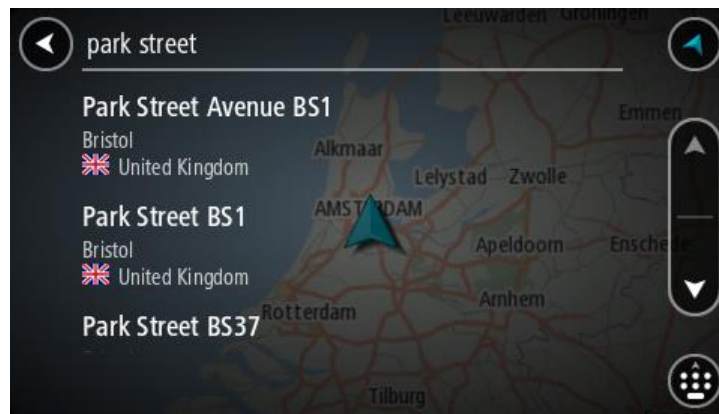 Leeuwarden Groningen
park street
Park Street Avenue BS1
Bristol
United Kingdom
Park Street BS1
Bristol
United Kingdom
Park Street BS37
Emmen
Alkmaar
Lelystad Zwolle
AMSTERDAM
Apeldoorn Enschede
Rotterdam Arnhem
Tilburg